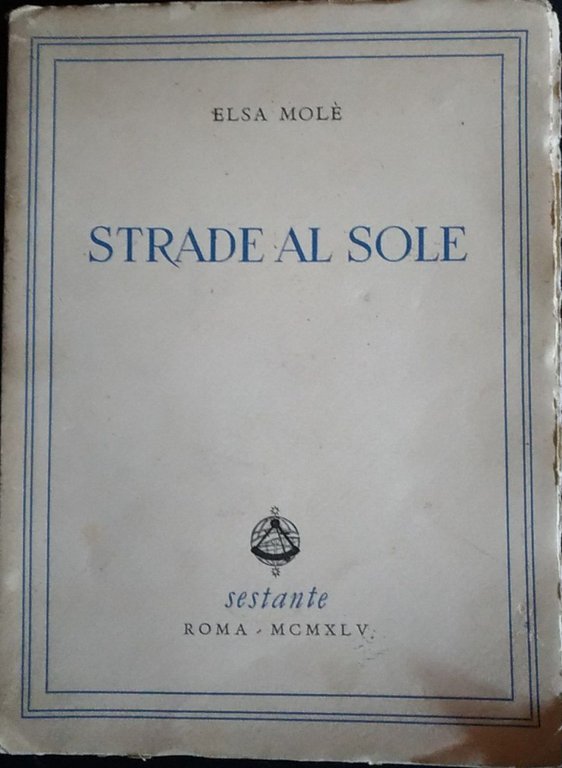 ELSA MOLÈ
STRADE AL SOLE
sestante
ROMA - MCMXLV